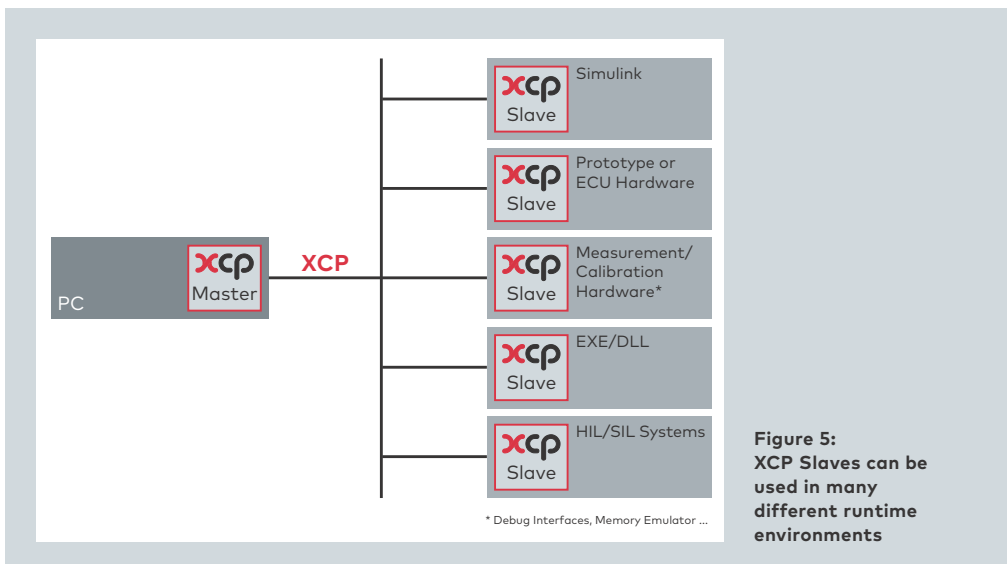 PC
xcp
Master
XCP
xcp
Slave
Simulink
xcp
Slave
Prototype or
ECU Hardware
xcp
Slave
Measurement/
Calibration
Hardware*
xcp
Slave
EXE/DLL
xcp
Slave
HIL/SIL Systems
* Debug Interfaces, Memory Emulator ...
Figure 5:
XCP Slaves can be
used in many
different runtime
environments